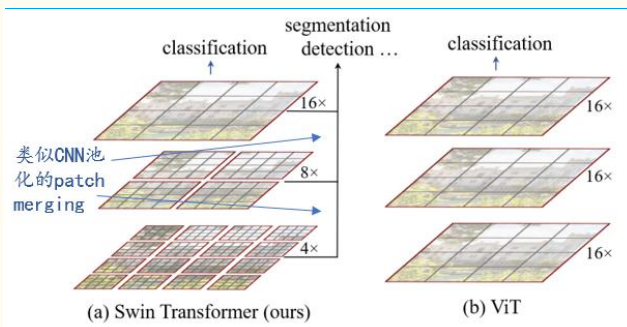 segmentation
classification
detection ...
classification
16×
16×
类似CNN池
化的patch
merging
8×
16×
4×
16×
(a) Swin Transformer (ours)
(b) ViT